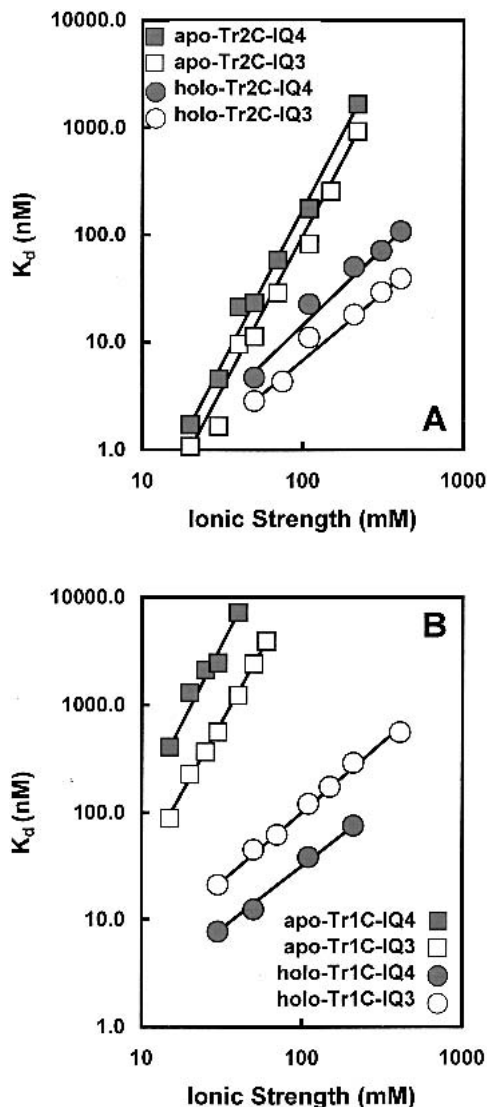 10000.0
apo-Tr2C-IQ4
apo-Tr2C-IQ3
holo-Tr2C-IQ4
holo-Tr2C-IQ3
1000.0
100.0
10.0
1.0
Kd (nM)
A
10 100 1000
Ionic Strength (mM)
10000.0
B
1000.0
100.0
10.0
1.0
Kd (nM)
apo-Tr1C-IQ4
apo-Tr1C-IQ3
holo-Tr1C-IQ4
holo-Tr1C-IQ3
10 100 1000
Ionic Strength (mM)